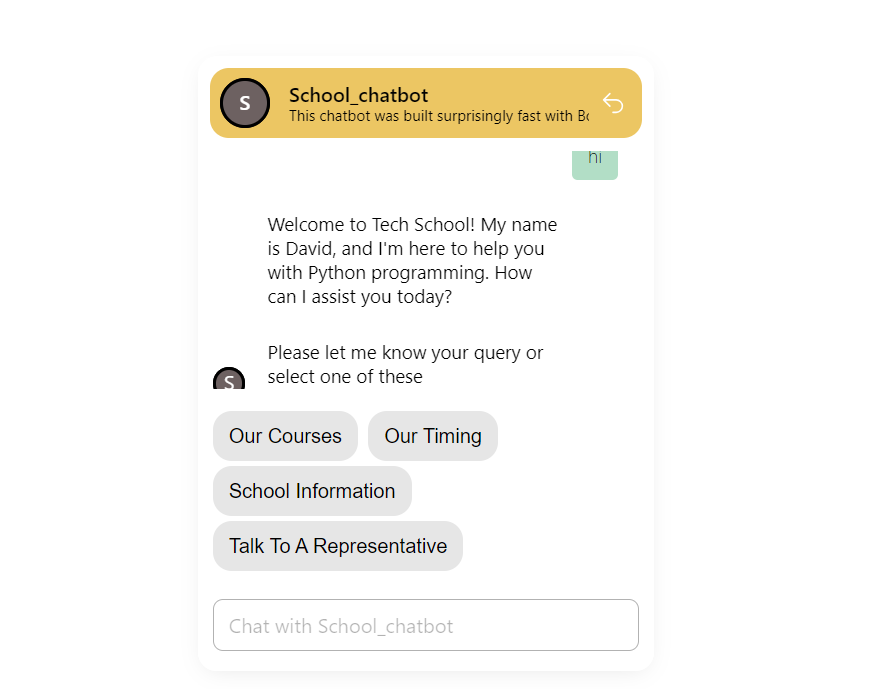 S
School_chatbot
This chatbot was built surprisingly fast with
hi
Welcome to Tech School! My name
is David, and I'm here to help you
with Python programming. How
can I assist you today?
Please let me know your query or
select one of these
S
Our Courses
Our Timing
School Information
Talk To A Representative
Chat with School_chatbot